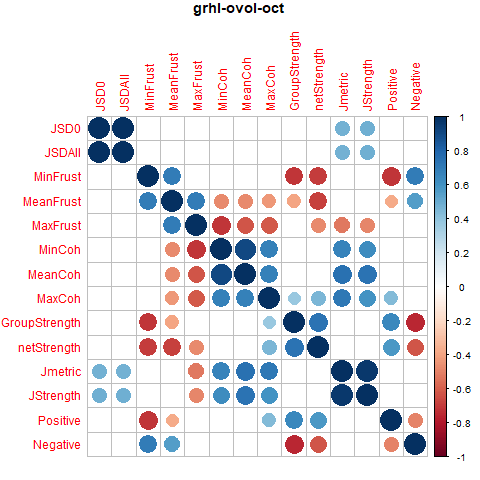 grhl-ovol-oct
JSD0
JSDAll
MinFrust
MeanFrust
MaxFrust
MinCoh
MeanCoh
MaxCoh
GroupStrength
netStrength
Jmetric
JStrength
Positive
Negative
JSD0
JSDAll
MinFrust
MeanFrust
MaxFrust
MinCoh
MeanCoh
MaxCoh
GroupStrength
netStrength
Jmetric
JStrength
Positive
Negative
1
0.8
0.6
0.4
0.2
0
-0.2
-0.4
-0.6
-0.8
-1